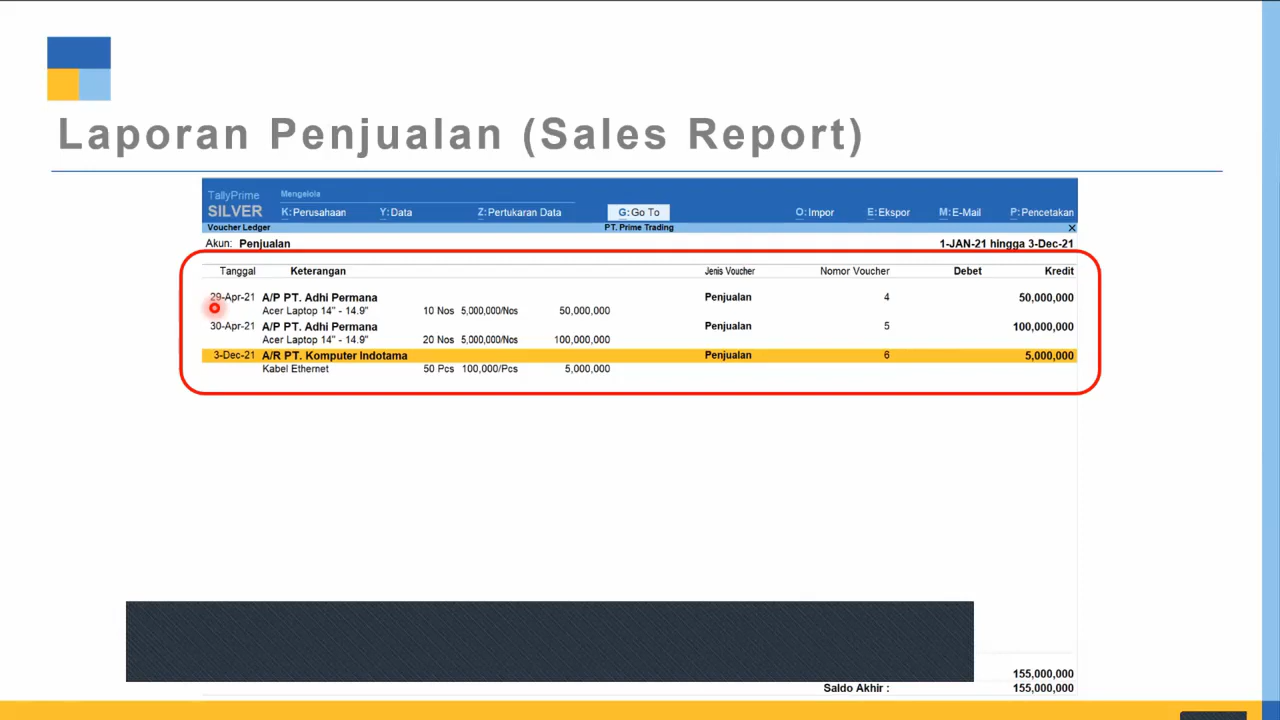 Laporan Penjualan (Sales Report)
TallyPrime Mengelola
SILVER K:Perusahaan Y:Data Z:Pertukaran Data G:Go To O:Impor E:Ekspor M:E-Mail P:Pencetakan
Voucher Ledger PT. Prime Trading ×
Akun: Penjualan 1-JAN-21 hingga 3-Dec-21
Tanggal Keterangan Jenis Voucher Nomor Voucher Debet Kredit
29-Apr-21 A/P PT. Adhi Permana Penjualan 4 50,000,000
Acer Laptop 14" - 14.9" 10 Nos 5,000,000/Nos 50,000,000
30-Apr-21 A/P PT. Adhi Permana Penjualan 5 100,000,000
Acer Laptop 14" - 14.9" 20 Nos 5,000,000/Nos 100,000,000
3-Dec-21 A/R PT. Komputer Indotama Penjualan 6 5,000,000
Kabel Ethernet 50 Pcs 100,000/Pcs 5,000,000
155,000,000
Saldo Akhir : 155,000,000